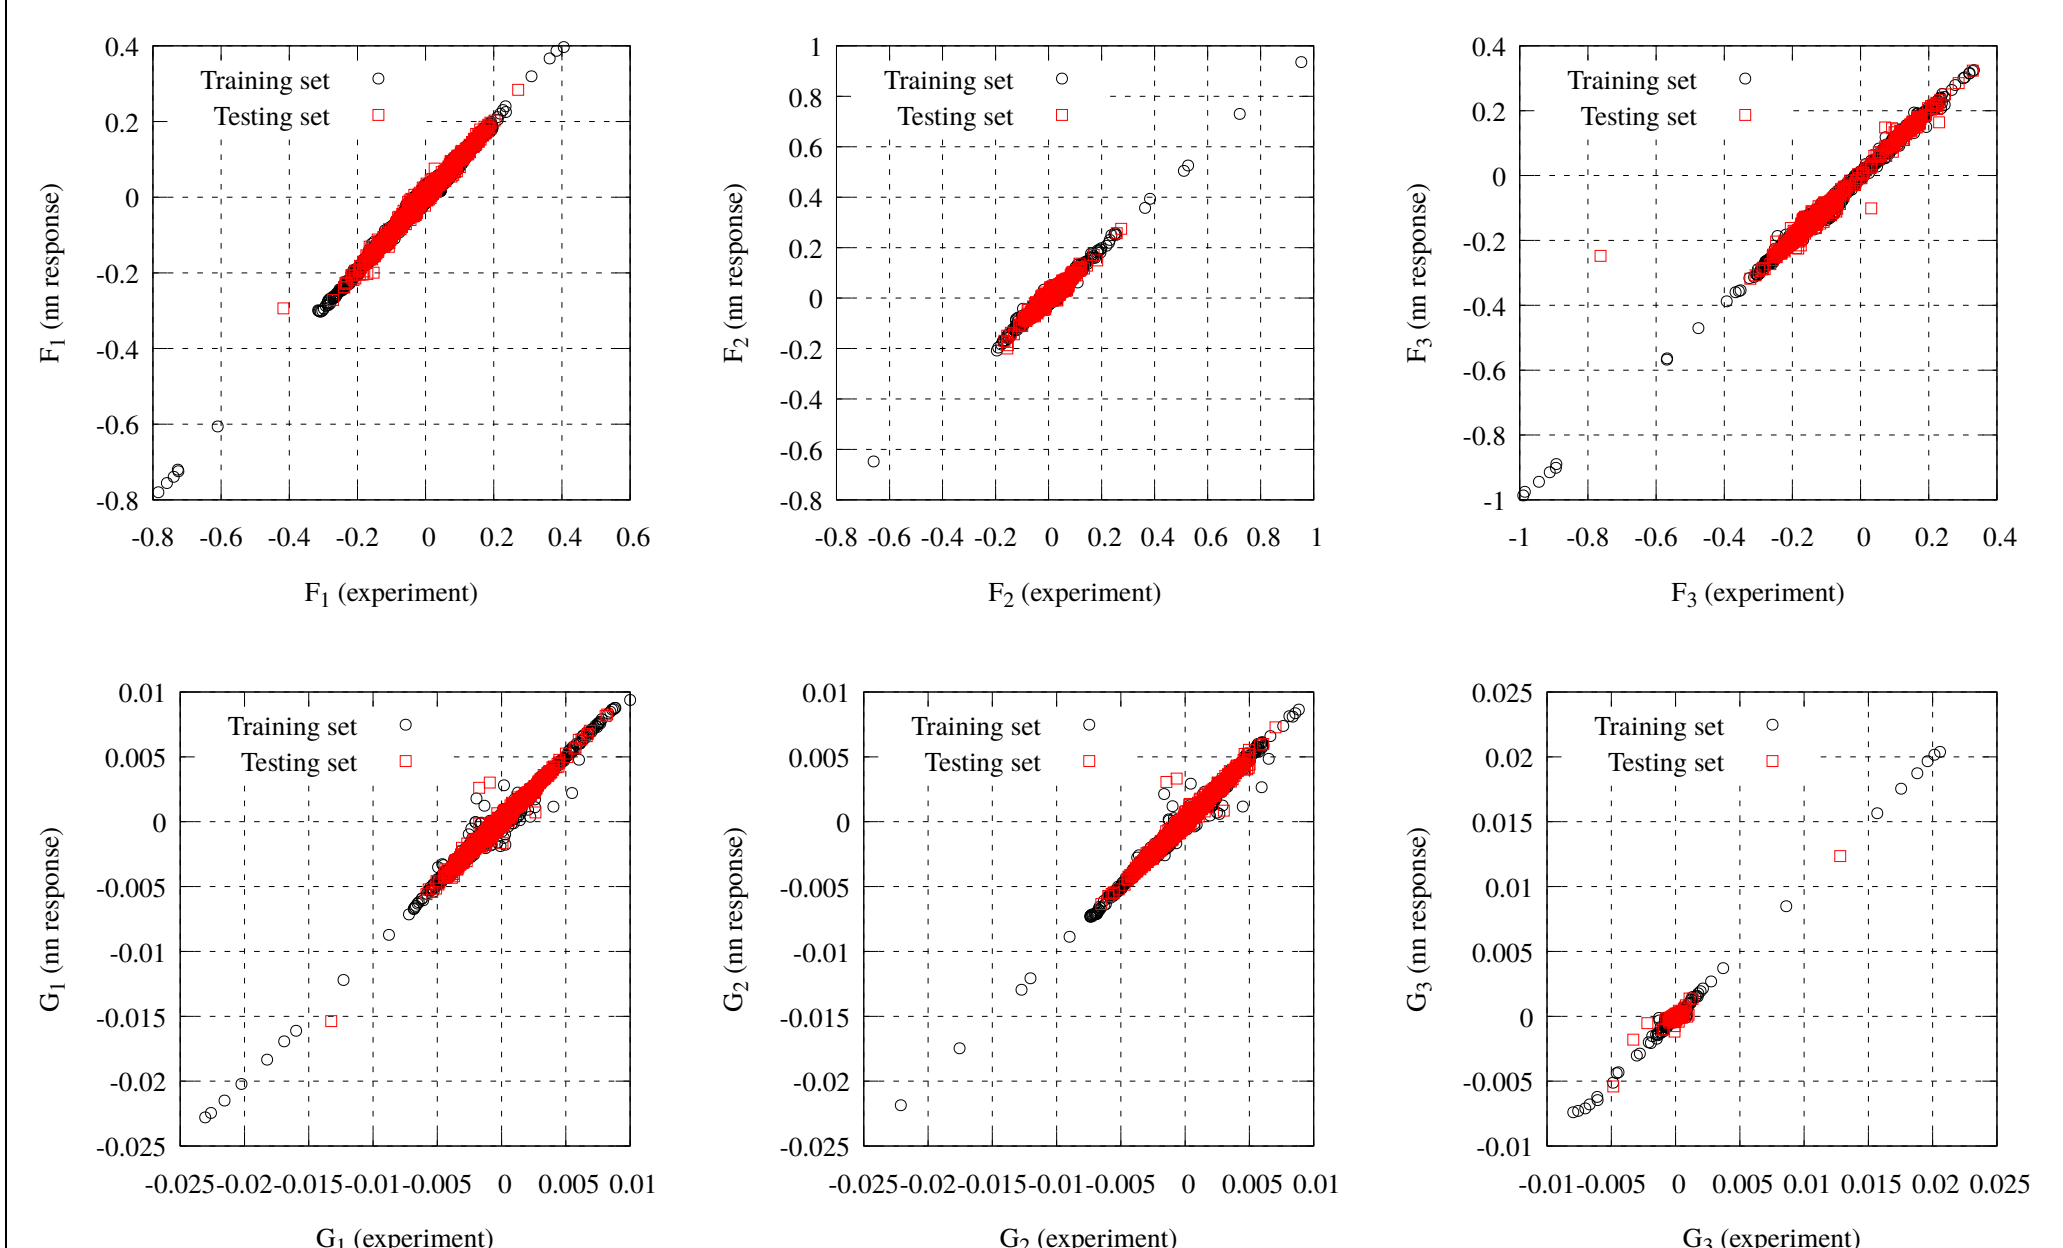 0.4
0.2
0
-0.2
-0.4
-0.6
-0.8
-0.8 -0.6 -0.4 -0.2 0 0.2 0.4 0.6
F1 (nn response)
F1 (experiment)
Training set
Testing set
1
0.8
0.6
0.4
0.2
0
-0.2
-0.4
-0.6
-0.8
-0.8 -0.6 -0.4 -0.2 0 0.2 0.4 0.6 0.8 1
F2 (nn response)
F2 (experiment)
Training set
Testing set
0.4
0.2
0
-0.2
-0.4
-0.6
-0.8
-1
-1 -0.8 -0.6 -0.4 -0.2 0 0.2 0.4
F3 (nn response)
F3 (experiment)
Training set
Testing set
0.01
0.005
0
-0.005
-0.01
-0.015
-0.02
-0.025
-0.025 -0.02 -0.015 -0.01 -0.005 0 0.005 0.01
G1 (nn response)
G1 (experiment)
Training set
Testing set
0.01
0.005
0
-0.005
-0.01
-0.015
-0.02
-0.025
-0.025 -0.02 -0.015 -0.01 -0.005 0 0.005 0.01
G2 (nn response)
G2 (experiment)
Training set
Testing set
0.025
0.02
0.015
0.01
0.005
0
-0.005
-0.01
-0.01 -0.005 0 0.005 0.01 0.015 0.02 0.025
G3 (nn response)
G3 (experiment)
Training set
Testing set